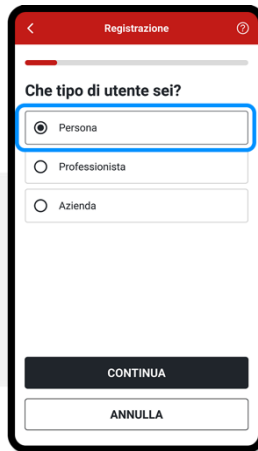 Registrazione
Che tipo di utente sei?
Persona
Professionista
Azienda
CONTINUA
ANNULLA